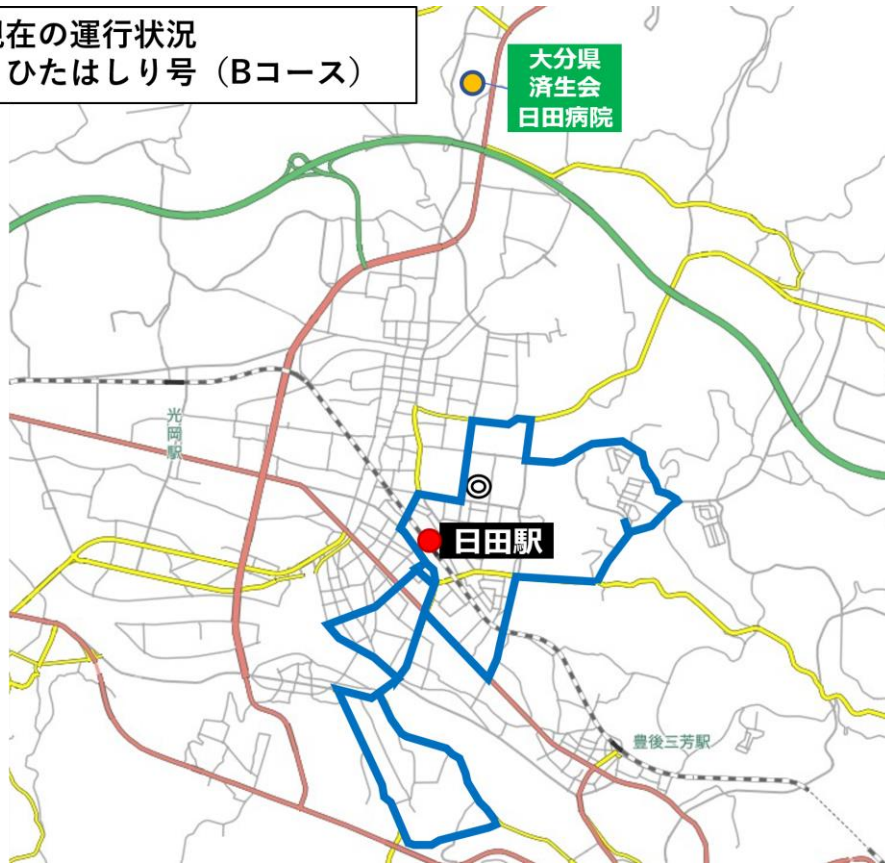 見在の運行状況
ひたはしり号（Bコース）
大分県
済生会
日田病院
光岡駅
日田駅
豊後三芳駅